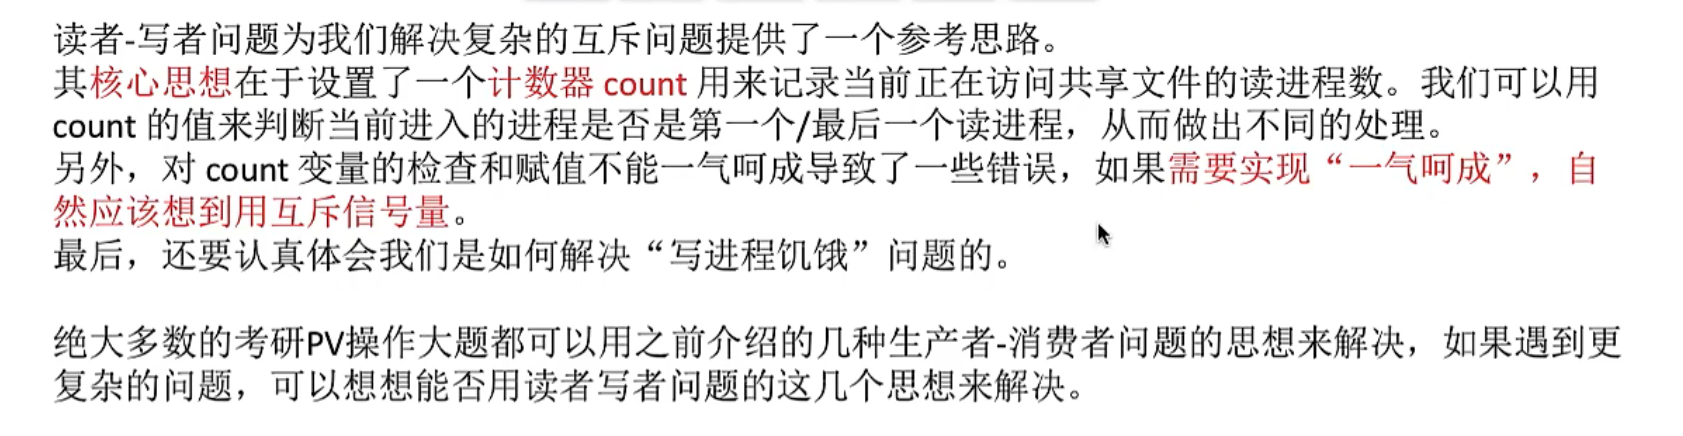 读者-写者问题为我们解决复杂的互斥问题提供了一个参考思路。
其核心思想在于设置了一个计数器 count 用来记录当前正在访问共享文件的读进程数。我们可以用
count 的值来判断当前进入的进程是否是第一个/最后一个读进程，从而做出不同的处理。
另外，对 count 变量的检查和赋值不能一气呵成导致了一些错误，如果需要实现“一气呵成”，自
然应该想到用互斥信号量。
最后，还要认真体会我们是如何解决“写进程饥饿”问题的。
绝大多数的考研PV操作大题都可以用之前介绍的几种生产者-消费者问题的思想来解决，如果遇到更
复杂的问题，可以想想能否用读者写者问题的这几个思想来解决。